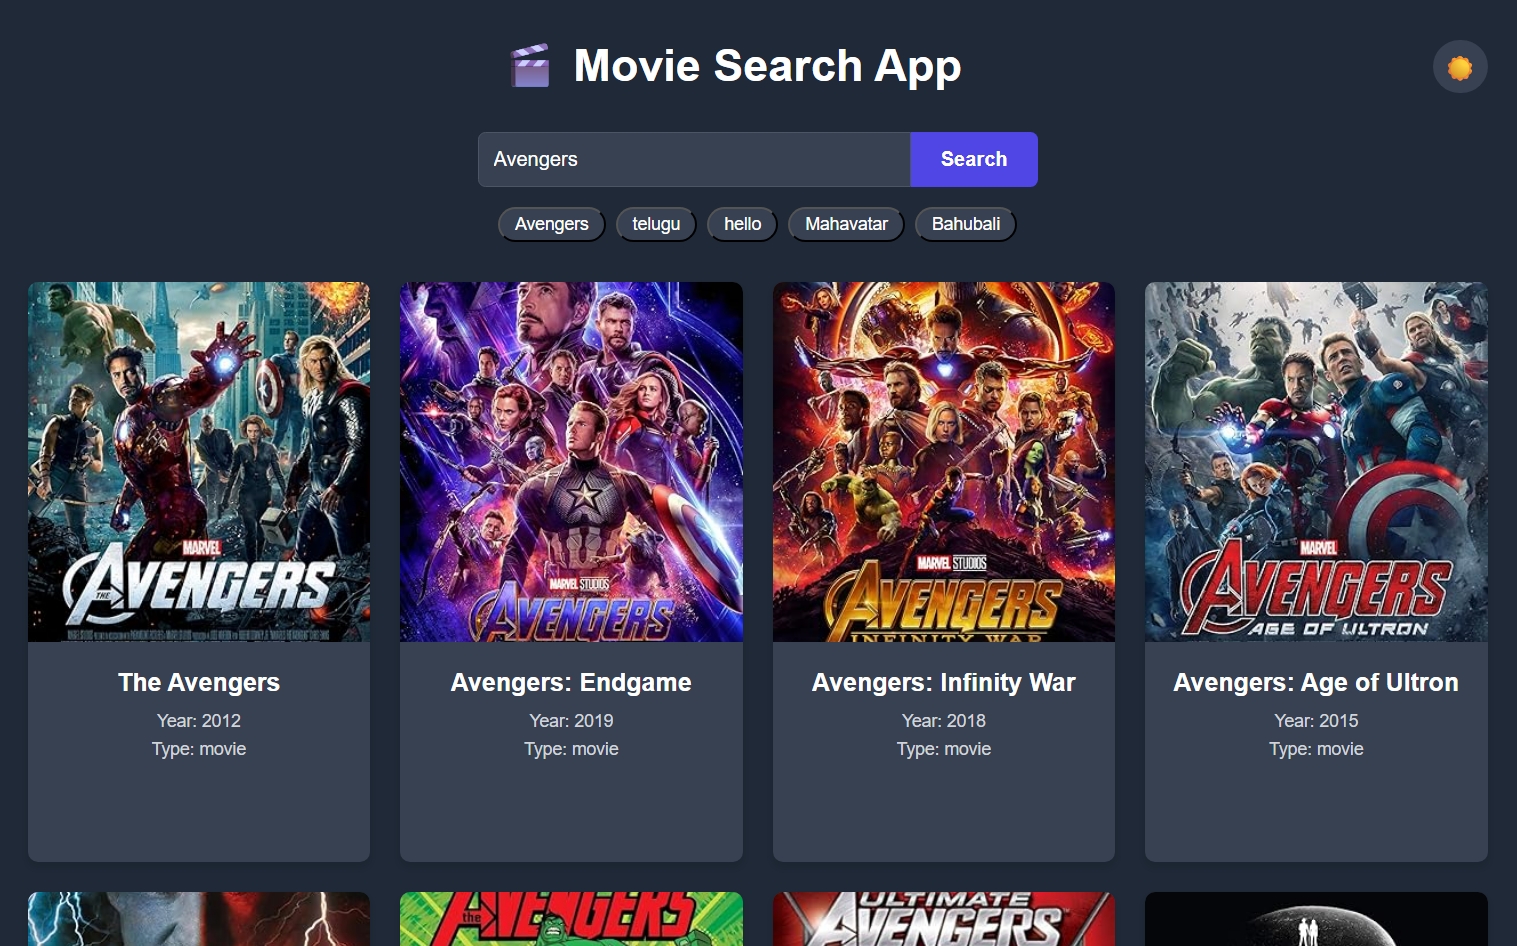 Movie Search App
Avengers
Search
Avengers
telugu
hello
Mahavatar
Bahubali
MARVEL
THE AVENGERS
MARVEL STUDIOS
AVENGERS
MARVEL STUDIOS
AVENGERS
INFINITY WAR
MARVEL
AVENGERS
AGE OF ULTRON
The Avengers
Year: 2012
Type: movie
Avengers: Endgame
Year: 2019
Type: movie
Avengers: Infinity War
Year: 2018
Type: movie
Avengers: Age of Ultron
Year: 2015
Type: movie
the AVENGERS
ULTIMATE
AVENGERS